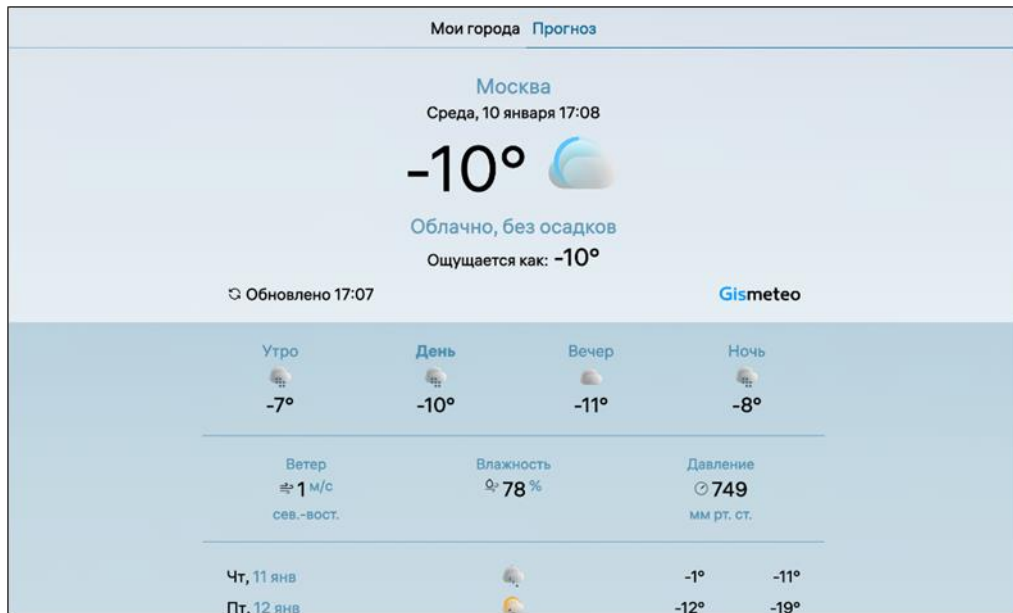 Мои города Прогноз
Москва
Среда, 10 января 17:08
-10°
Облачно, без осадков
Ощущается как: -10°
Обновлено 17:07 Gismeteo
Утро День Вечер Ночь
-7° -10° -11° -8°
Ветер Влажность Давление
1 м/с 78 % 749
сев.-вост. мм рт. ст.
Чт, 11 янв -1° -11°
Пт, 12 янв -12° -19°